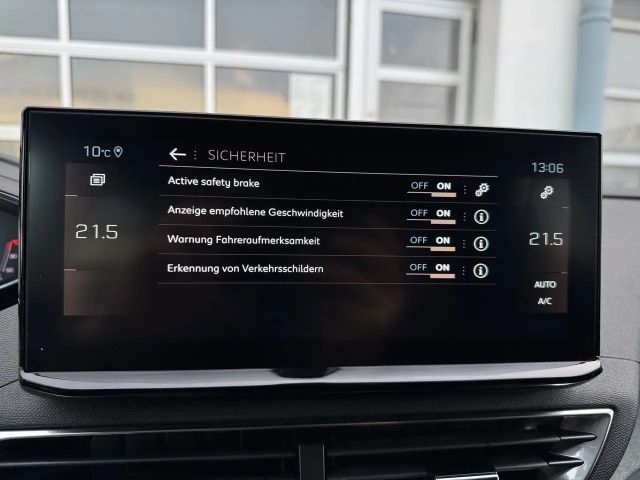 10°C
SICHERHEIT
13:06
Active safety brake OFF ON
Anzeige empfohlene Geschwindigkeit OFF ON
21.5
21.5
Warnung Fahreraufmerksamkeit OFF ON
Erkennung von Verkehrsschildern OFF ON
AUTO
A/C